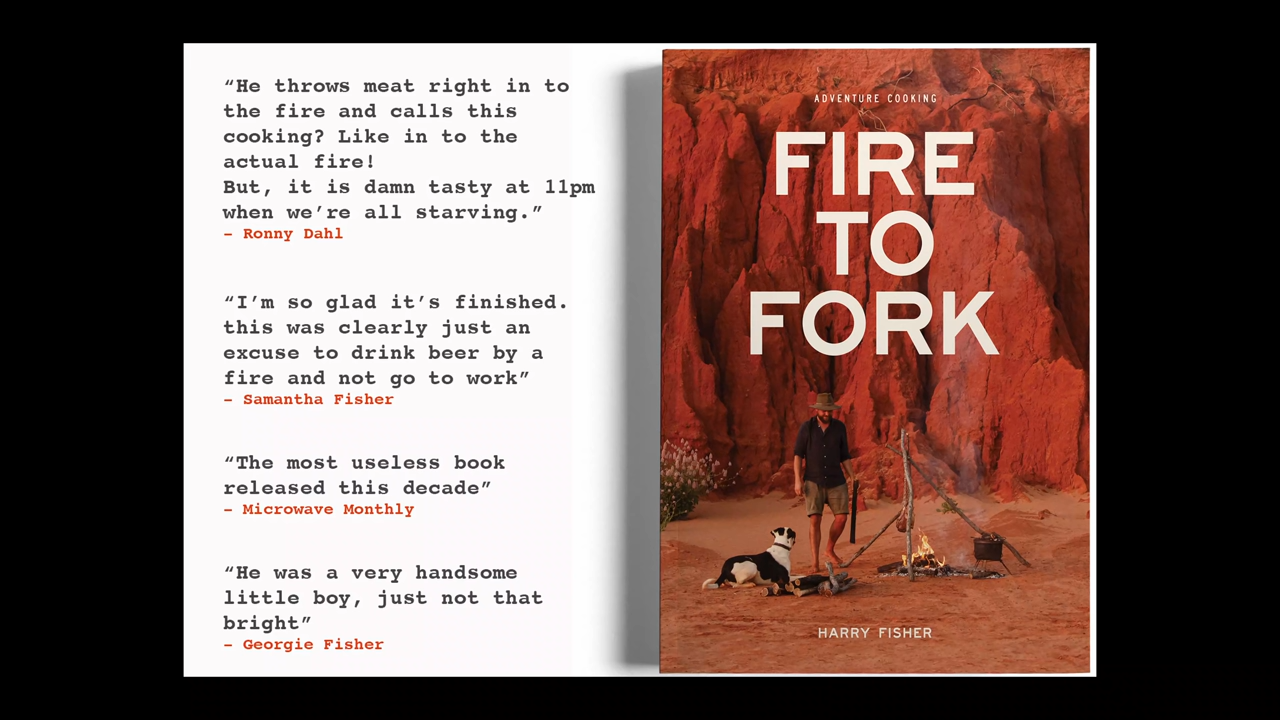 “He throws meat right in to
the fire and calls this
cooking? Like in to the
actual fire!
But, it is damn tasty at 11pm
when we’re all starving.”
– Ronny Dahl
“I’m so glad it’s finished.
this was clearly just an
excuse to drink beer by a
fire and not go to work”
– Samantha Fisher
“The most useless book
released this decade”
– Microwave Monthly
“He was a very handsome
little boy, just not that
bright”
– Georgie Fisher
ADVENTURE COOKING
FIRE
TO
FORK
HARRY FISHER